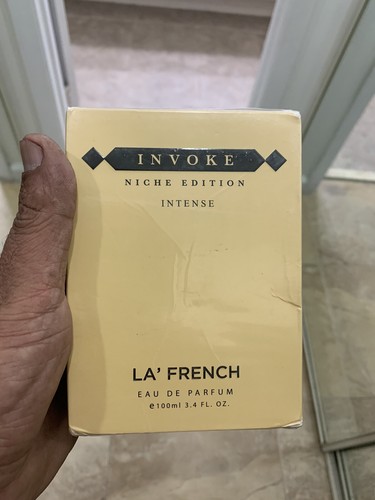 INVOKE
NICHE EDITION
INTENSE
LA' FRENCH
EAU DE PARFUM
℮100ml 3.4 FL. OZ.